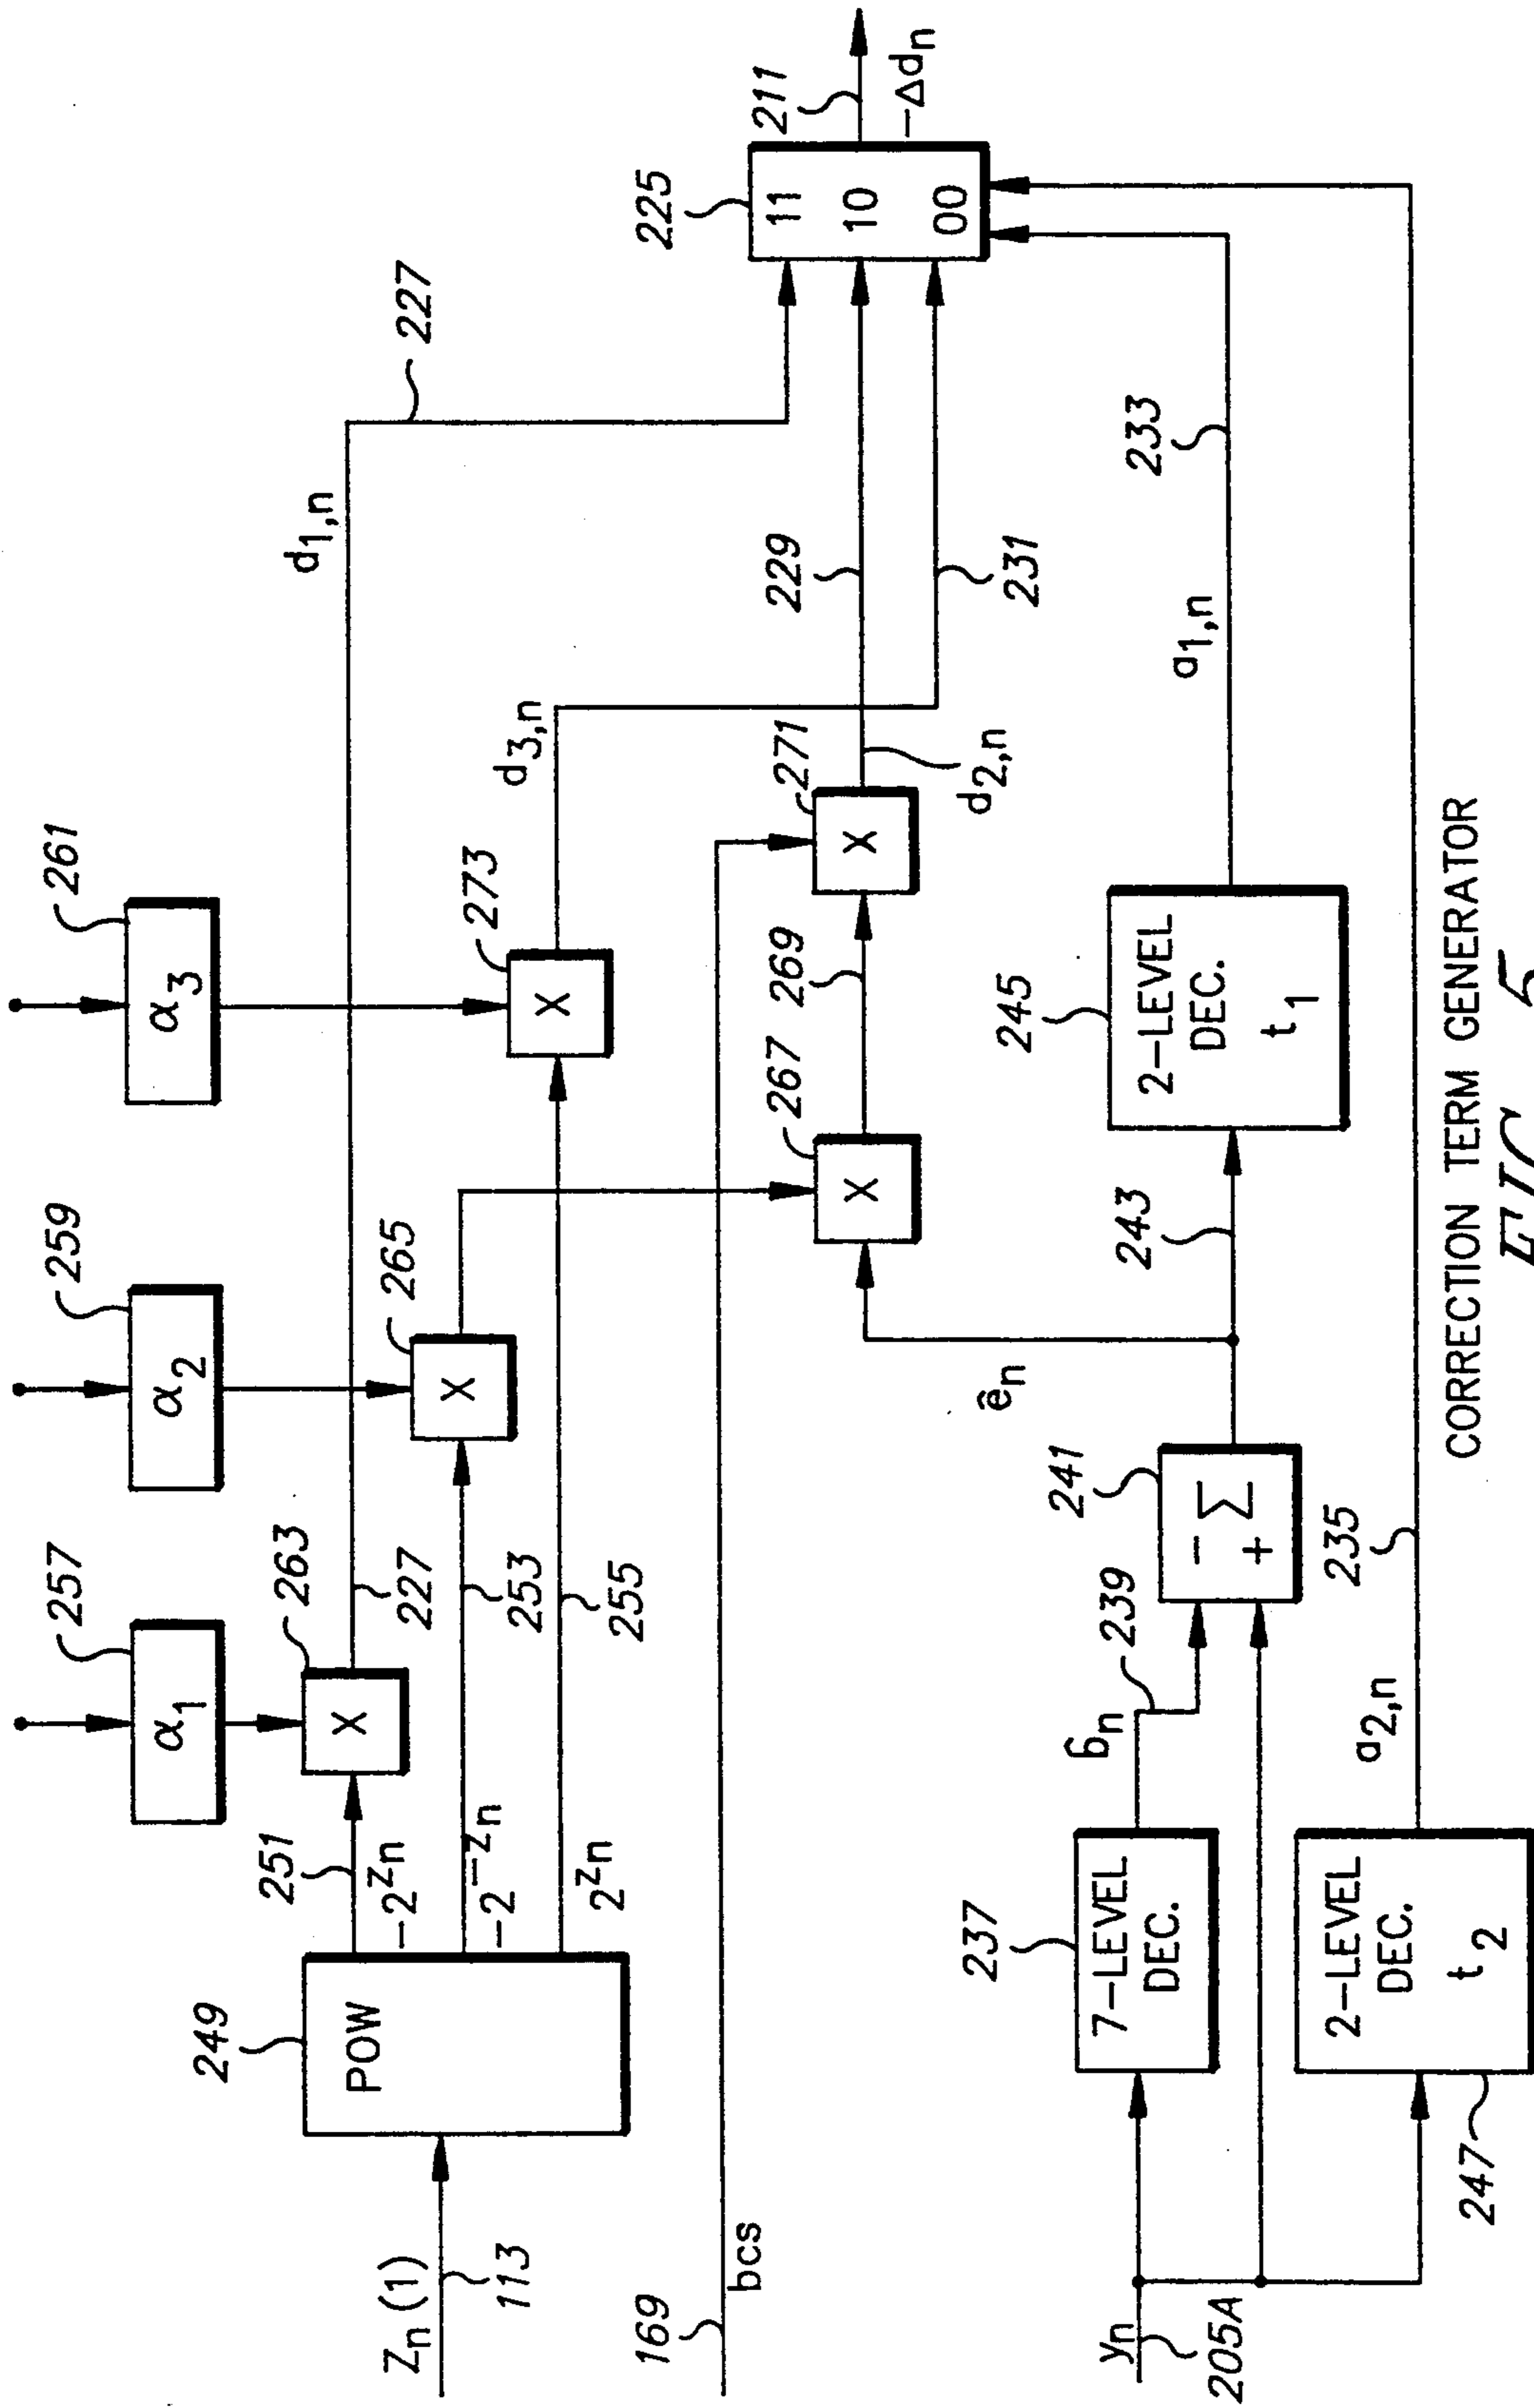 257
α1
259
α2
261
α3
249
POW
Zn (1)
113
251
−2^Zn
−2^−Zn
2^Zn
263
X
227
253
255
265
X
273
X
d1,n
d3,n
227
169
bcs
267
X
269
271
X
d2,n
229
231
225
11
10
00
211
−Δdn
yn
205A
237
7−LEVEL
DEC.
b̂n
239
241
− Σ
+
ên
243
245
2−LEVEL
DEC.
t1
a1,n
233
247
2−LEVEL
DEC.
t2
a2,n
235
CORRECTION TERM GENERATOR
FIG. 5